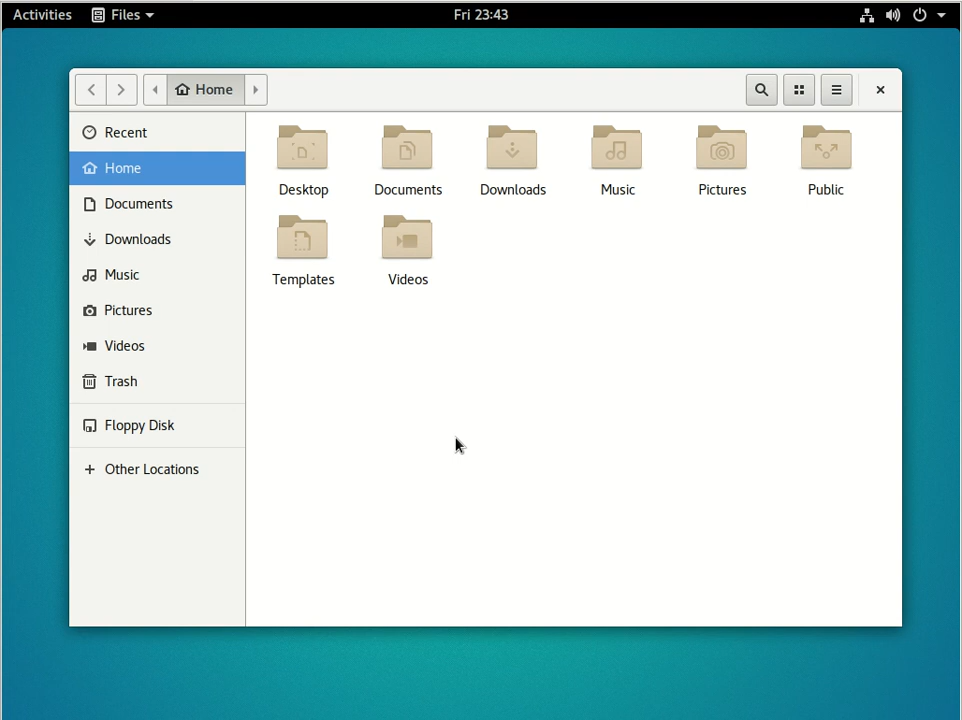 Activities Files Fri 23:43
Home
Recent
Home
Documents
Downloads
Music
Pictures
Videos
Trash
Floppy Disk
Other Locations
Desktop Documents Downloads Music Pictures Public
Templates Videos